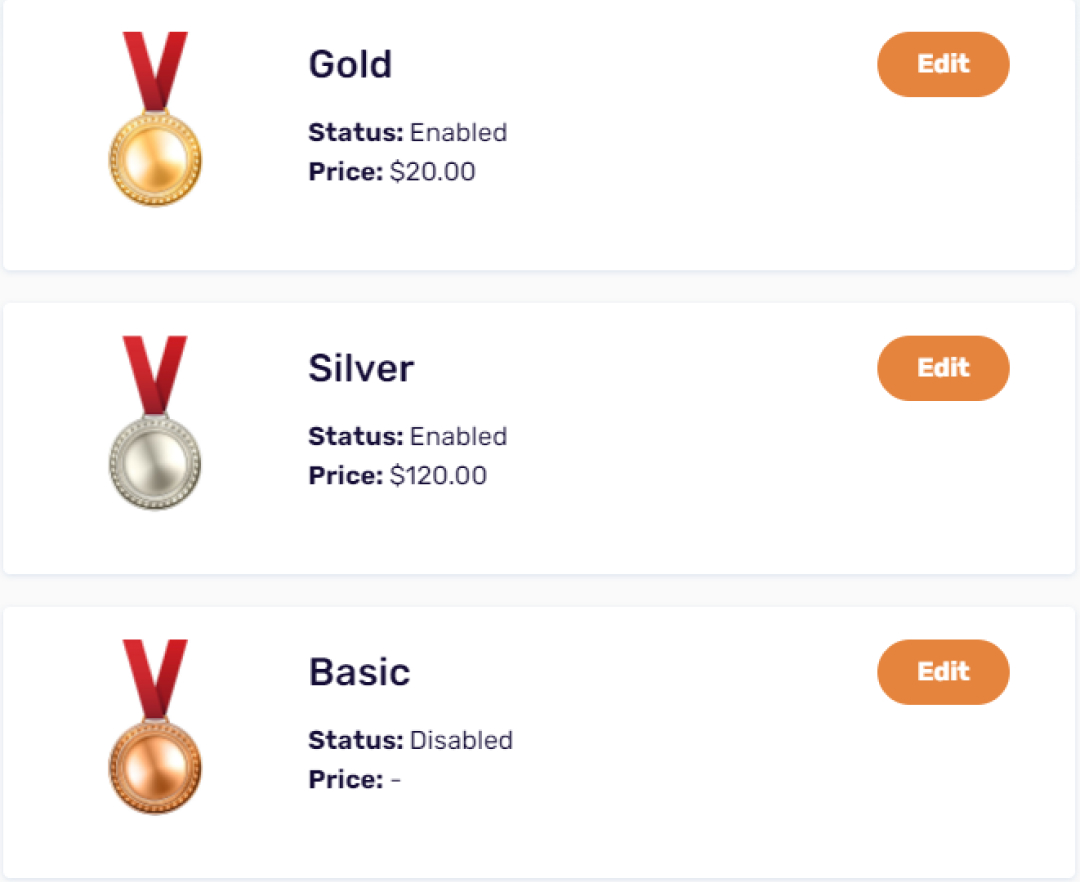 Gold
Edit
Status: Enabled
Price: $20.00
Silver
Edit
Status: Enabled
Price: $120.00
Basic
Edit
Status: Disabled
Price: -